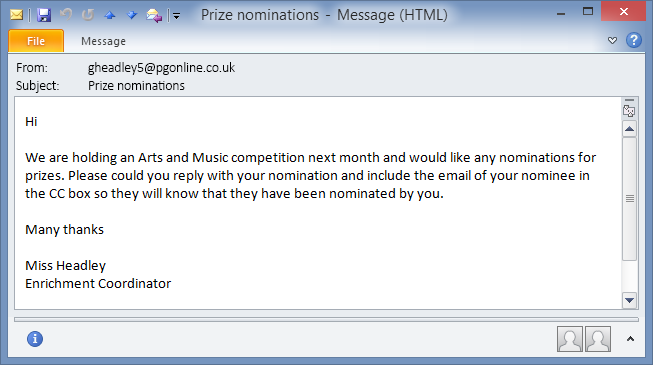 Prize nominations - Message (HTML)
File Message
From: gheadley5@pgonline.co.uk
Subject: Prize nominations
Hi
We are holding an Arts and Music competition next month and would like any nominations for
prizes. Please could you reply with your nomination and include the email of your nominee in
the CC box so they will know that they have been nominated by you.
Many thanks
Miss Headley
Enrichment Coordinator